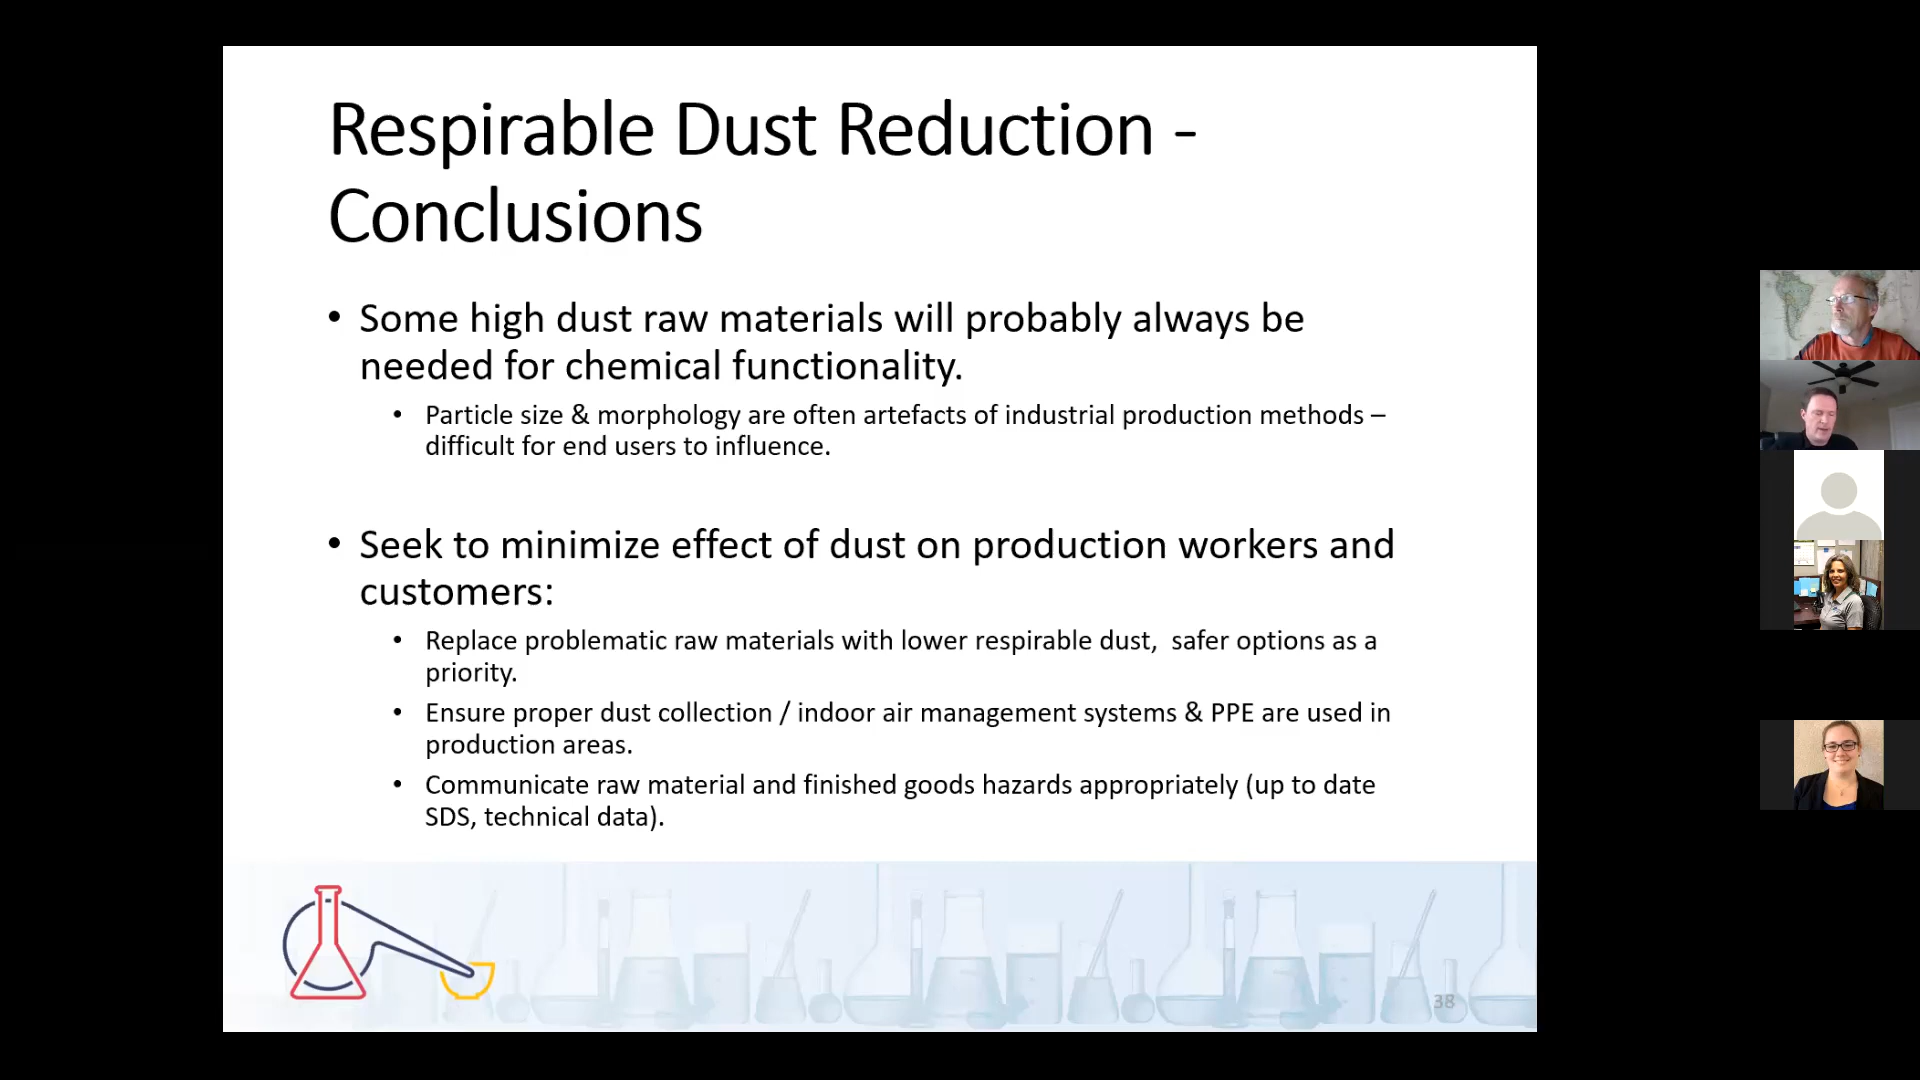 Respirable Dust Reduction -
Conclusions
• Some high dust raw materials will probably always be
needed for chemical functionality.
• Particle size & morphology are often artefacts of industrial production methods –
difficult for end users to influence.
• Seek to minimize effect of dust on production workers and
customers:
• Replace problematic raw materials with lower respirable dust,  safer options as a
priority.
• Ensure proper dust collection / indoor air management systems & PPE are used in
production areas.
• Communicate raw material and finished goods hazards appropriately (up to date
SDS, technical data).
38